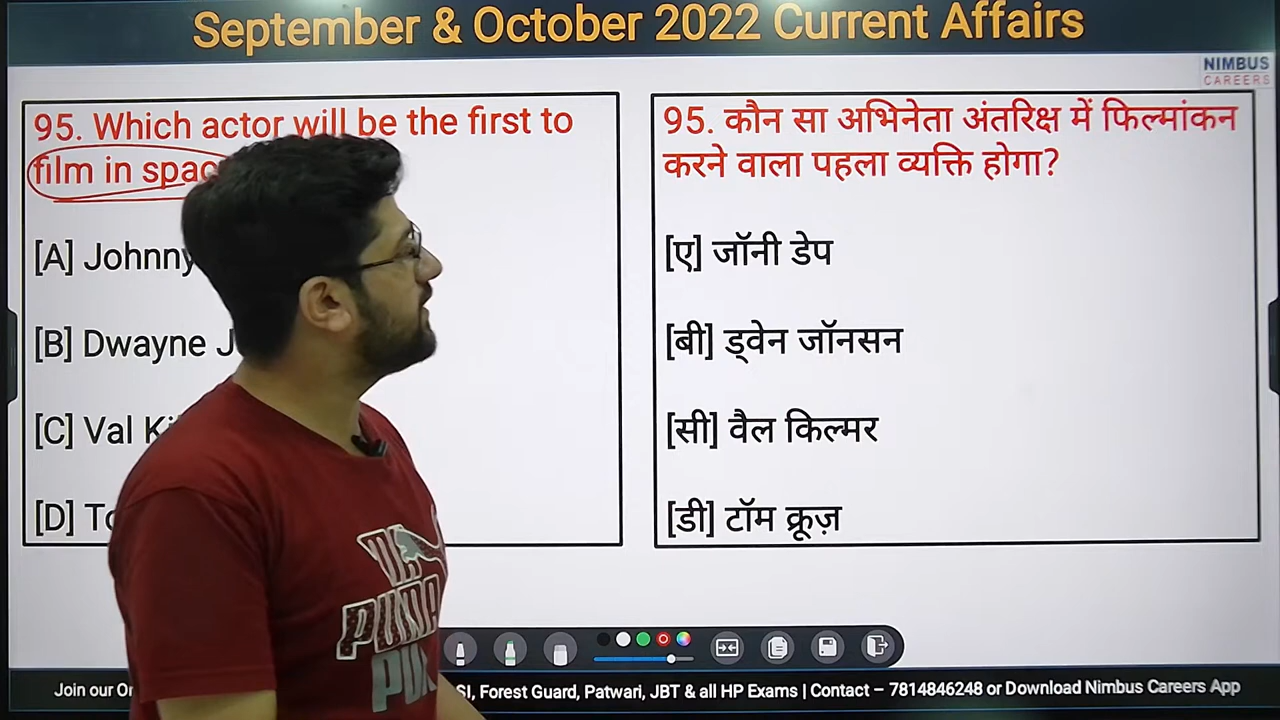 September & October 2022 Current Affairs
NIMBUS
CAREERS
95. Which actor will be the first to
film in spac
[A] Johnny
[B] Dwayne J
[C] Val Ki
[D] To
95. कौन सा अभिनेता अंतरिक्ष में फिल्मांकन
करने वाला पहला व्यक्ति होगा?
[ए] जॉनी डेप
[बी] ड्वेन जॉनसन
[सी] वैल किल्मर
[डी] टॉम क्रूज़
PUMA
Join our On SI, Forest Guard, Patwari, JBT & all HP Exams | Contact – 7814846248 or Download Nimbus Careers App